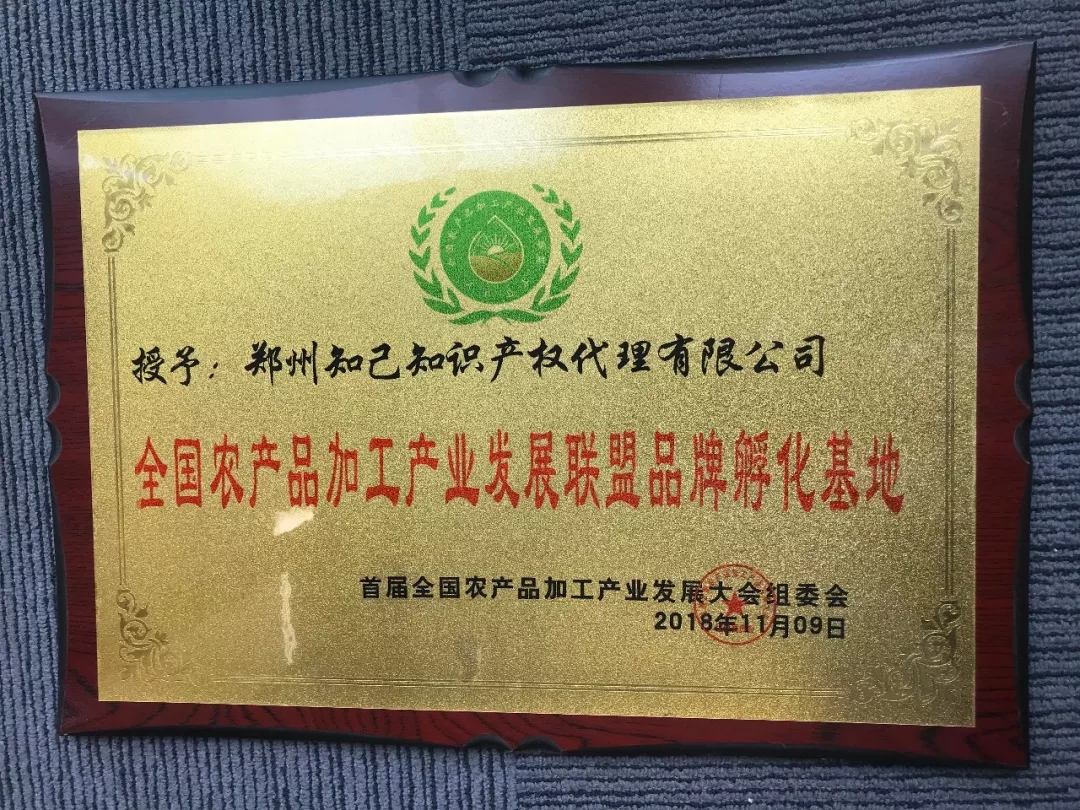 授予：郑州知己知识产权代理有限公司
全国农产品加工产业发展联盟品牌孵化基地
首届全国农产品加工产业发展大会组委会
2018年11月09日